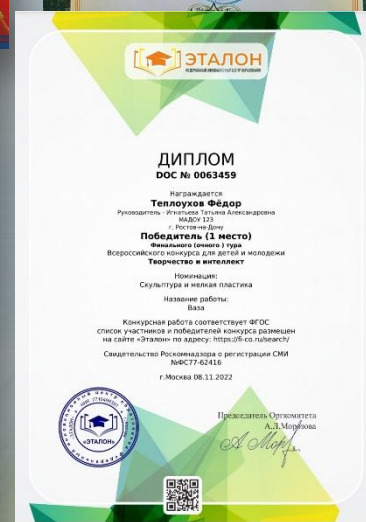 ЭТАЛОН
ДИПЛОМ
DOC № 0063459
Награждается
Теплоухов Фёдор
Руководитель - Игнатьева Татьяна Александровна
МАДОУ 123
г. Ростов-на-Дону
Победитель (1 место)
Финального (очного ) тура
Всероссийского конкурса для детей и молодежи
Творчество и интеллект
Номинация:
Скульптура и мелкая пластика
Название работы:
Ваза
Конкурсная работа соответствует ФГОС
список участников и победителей конкурса размещен
на сайте «Эталон» по адресу: https://fi-co.ru/search/
Свидетельство Роскомнадзора о регистрации СМИ
№ФС77-62416
г.Москва 08.11.2022
Председатель Оргкомитета
А.Л.Морозова
«ЭТАЛОН»